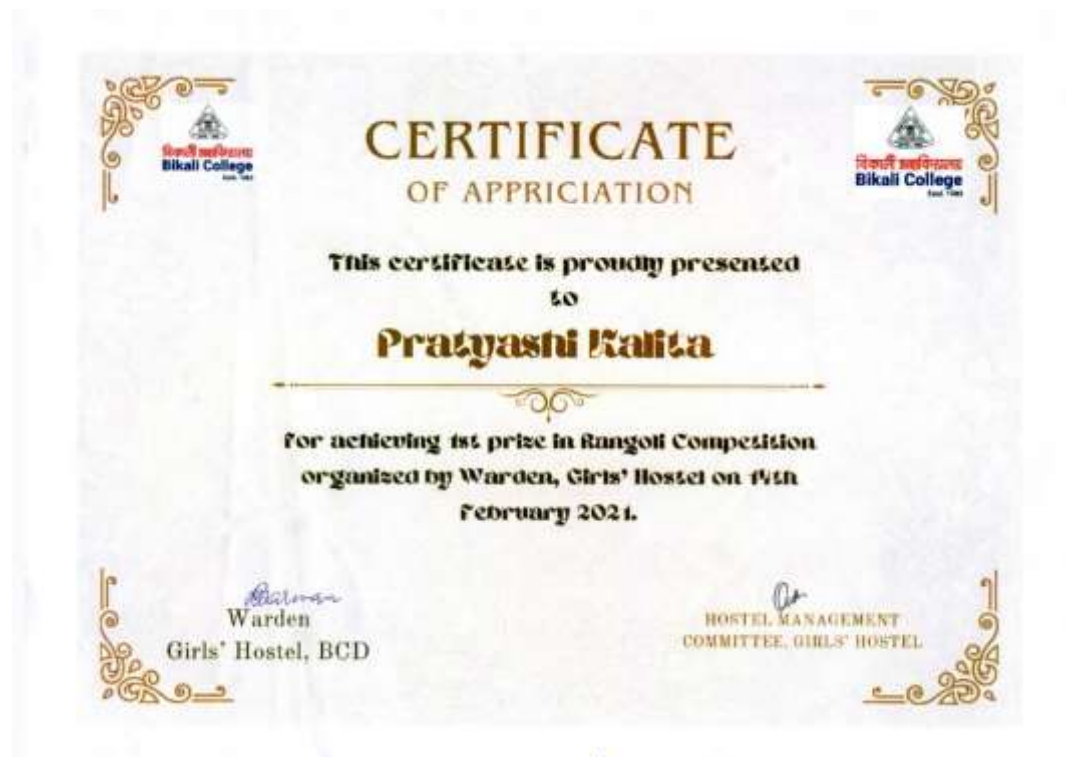 Bikali College
Bikali College
CERTIFICATE
OF APPRICIATION
This certificate is proudly presented
to
Pratyashi Kalita
for achieving 1st prize in Rangoli Competition
organized by Warden, Girls' Hostel on 14th
February 2021.
Warden
Girls' Hostel, BCD
HOSTEL MANAGEMENT
COMMITTEE, GIRLS' HOSTEL